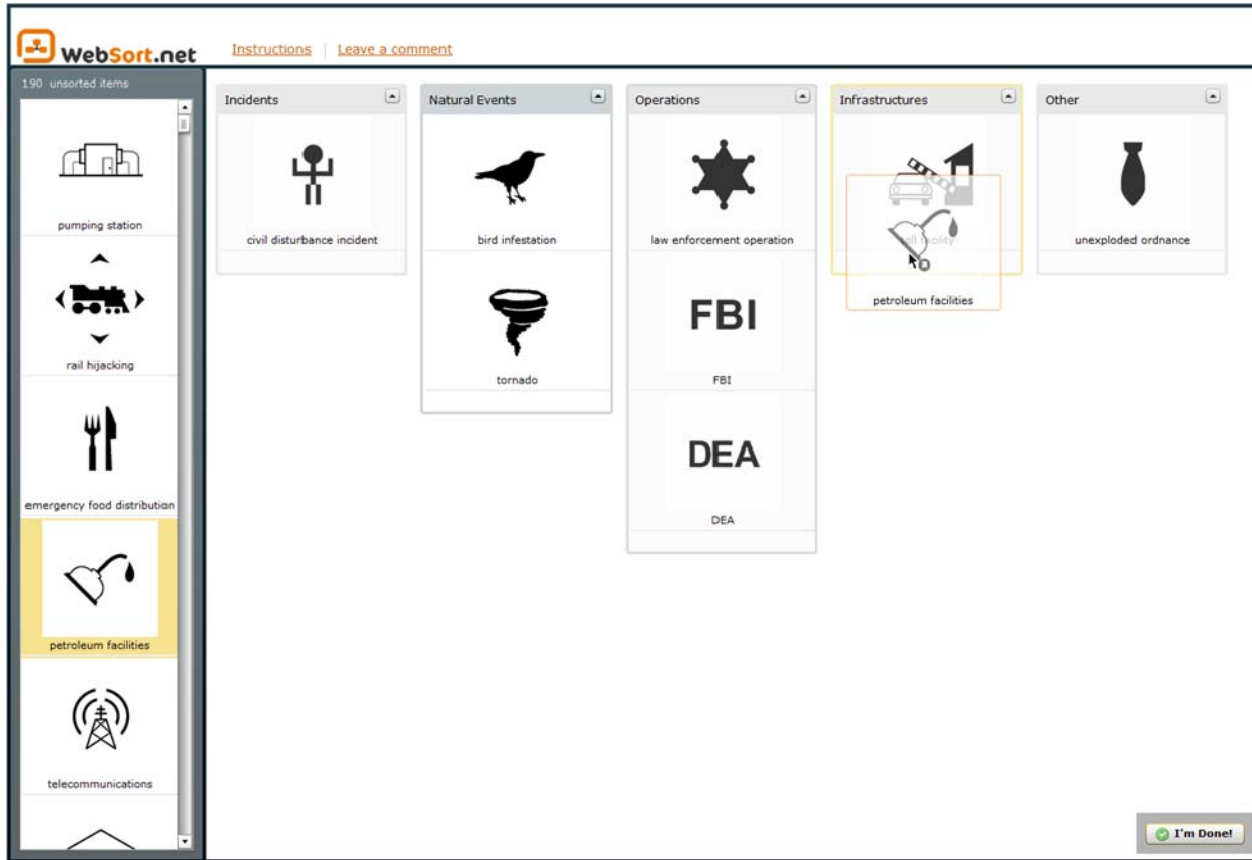 WebSort.net
Instructions
Leave a comment
190 unsorted items
pumping station
rail hijacking
emergency food distribution
petroleum facilities
telecommunications
Incidents
civil disturbance incident
Natural Events
bird infestation
tornado
Operations
law enforcement operation
FBI
FBI
DEA
DEA
Infrastructures
toll facility
petroleum facilities
Other
unexploded ordnance
I'm Done!